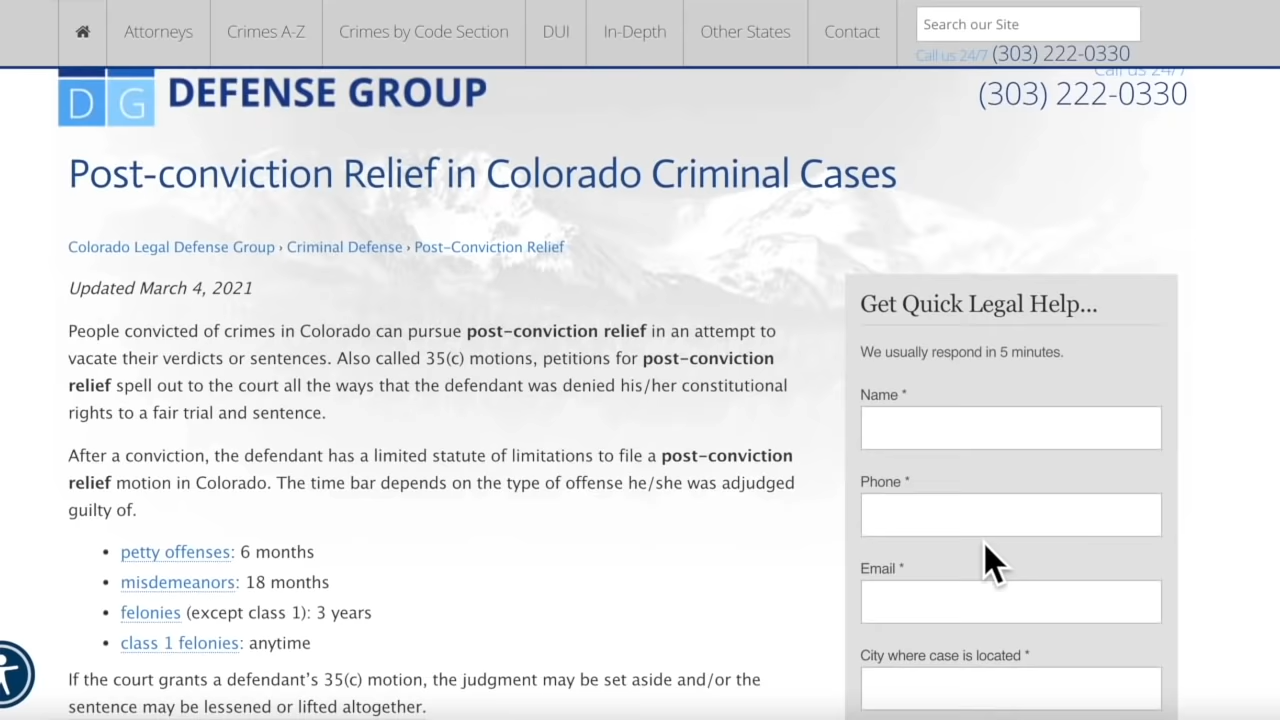 Attorneys
Crimes A-Z
Crimes by Code Section
DUI
In-Depth
Other States
Contact
Search our Site
Call us 24/7 (303) 222-0330
Call us 24/7
D G DEFENSE GROUP
(303) 222-0330
Post-conviction Relief in Colorado Criminal Cases
Colorado Legal Defense Group › Criminal Defense › Post-Conviction Relief
Updated March 4, 2021
People convicted of crimes in Colorado can pursue post-conviction relief in an attempt to
vacate their verdicts or sentences. Also called 35(c) motions, petitions for post-conviction
relief spell out to the court all the ways that the defendant was denied his/her constitutional
rights to a fair trial and sentence.
After a conviction, the defendant has a limited statute of limitations to file a post-conviction
relief motion in Colorado. The time bar depends on the type of offense he/she was adjudged
guilty of.
• petty offenses: 6 months
• misdemeanors: 18 months
• felonies (except class 1): 3 years
• class 1 felonies: anytime
If the court grants a defendant's 35(c) motion, the judgment may be set aside and/or the
sentence may be lessened or lifted altogether.
Get Quick Legal Help...
We usually respond in 5 minutes.
Name *
Phone *
Email *
City where case is located *